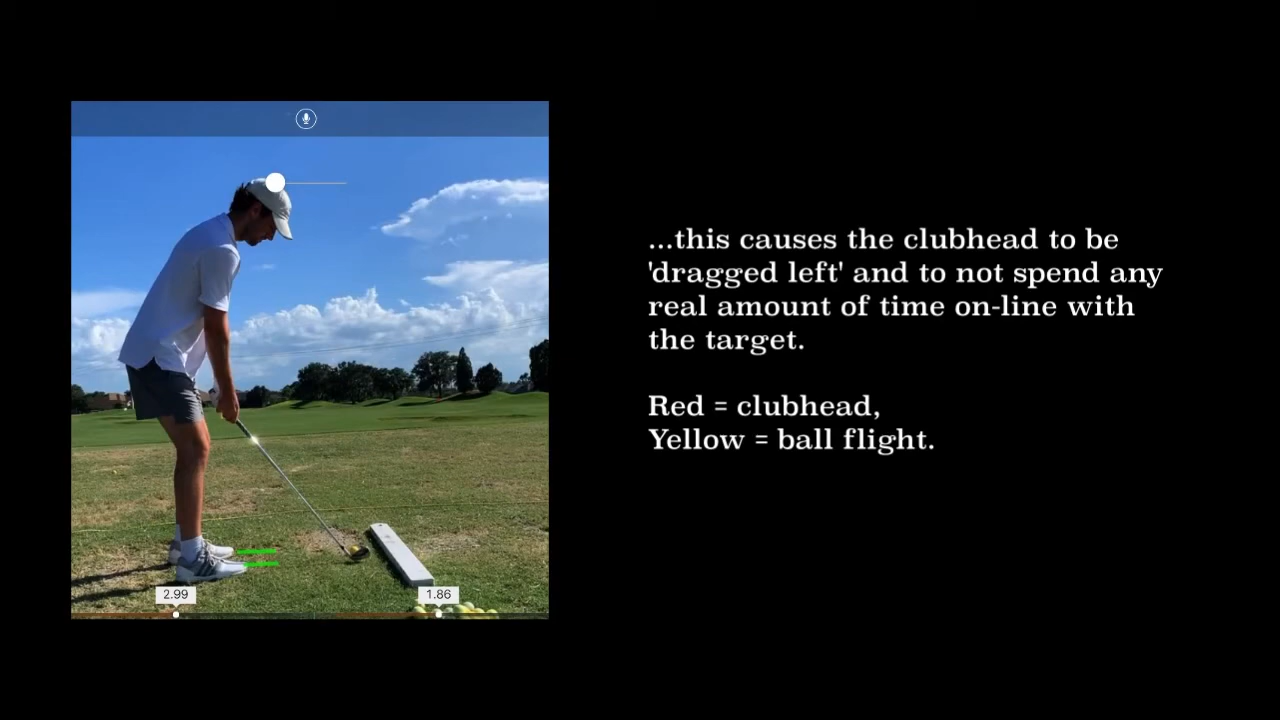 ...this causes the clubhead to be
'dragged left' and to not spend any
real amount of time on-line with
the target.
Red = clubhead,
Yellow = ball flight.
2.99
1.86